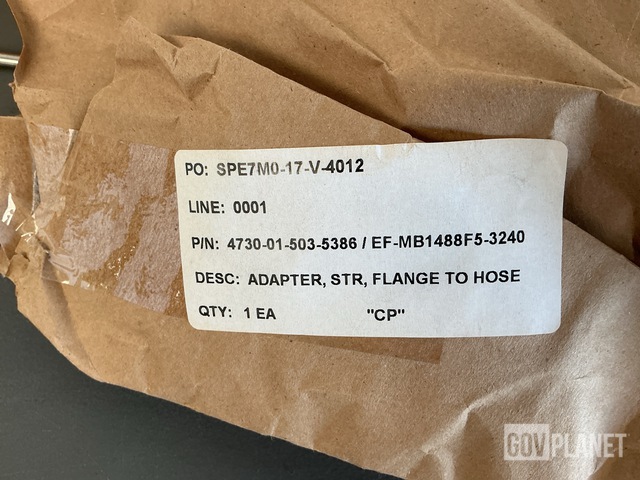 PO: SPE7M0-17-V-4012
LINE: 0001
P/N: 4730-01-503-5386 / EF-MB1488F5-3240
DESC: ADAPTER, STR, FLANGE TO HOSE
QTY: 1 EA "CP"
GOVPLANET